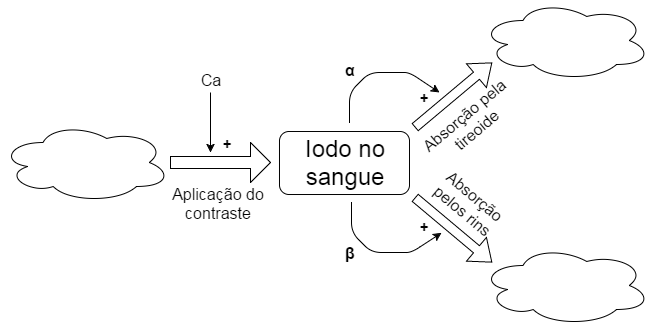 Ca
+
Aplicação do
contraste
Iodo no
sangue
α
+
Absorção pela
tireoide
β
+
Absorção
pelos rins